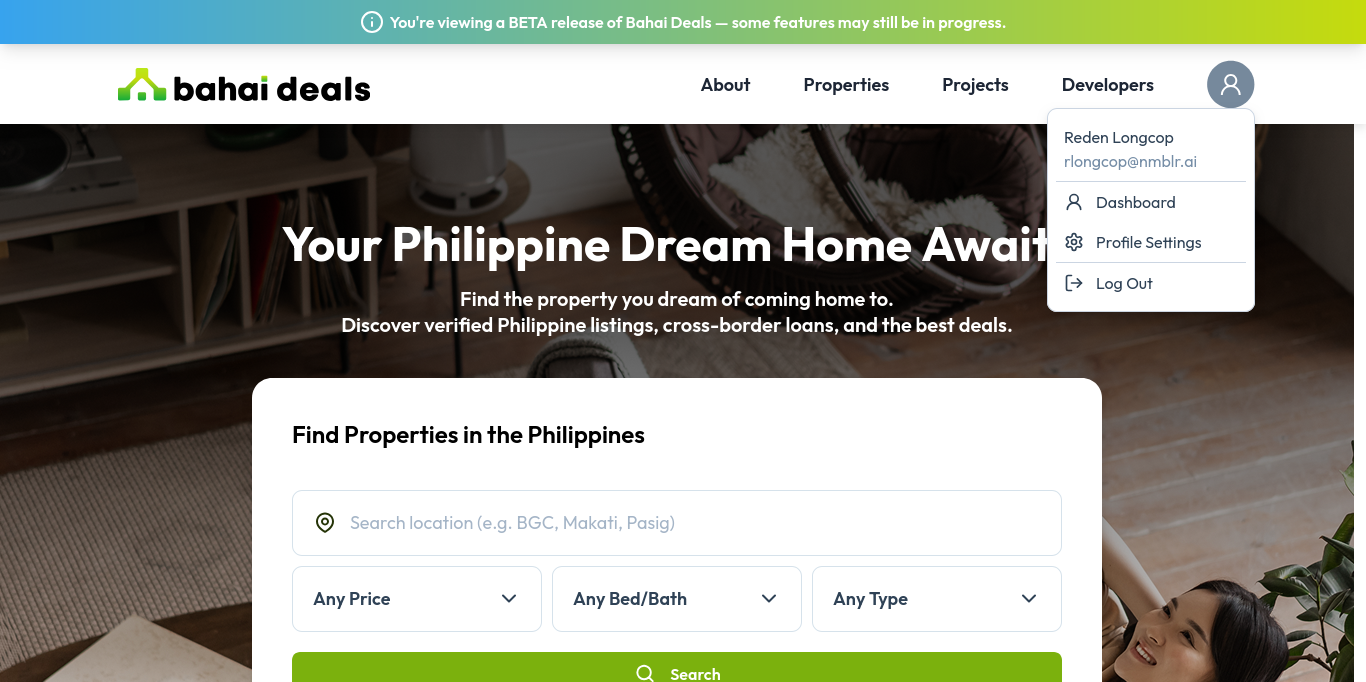 You're viewing a BETA release of Bahai Deals — some features may still be in progress.
bahai deals
About
Properties
Projects
Developers
Reden Longcop
rlongcop@nmblr.ai
Dashboard
Profile Settings
Log Out
Your Philippine Dream Home Await
Find the property you dream of coming home to.
Discover verified Philippine listings, cross-border loans, and the best deals.
Find Properties in the Philippines
Search location (e.g. BGC, Makati, Pasig)
Any Price
Any Bed/Bath
Any Type
Search